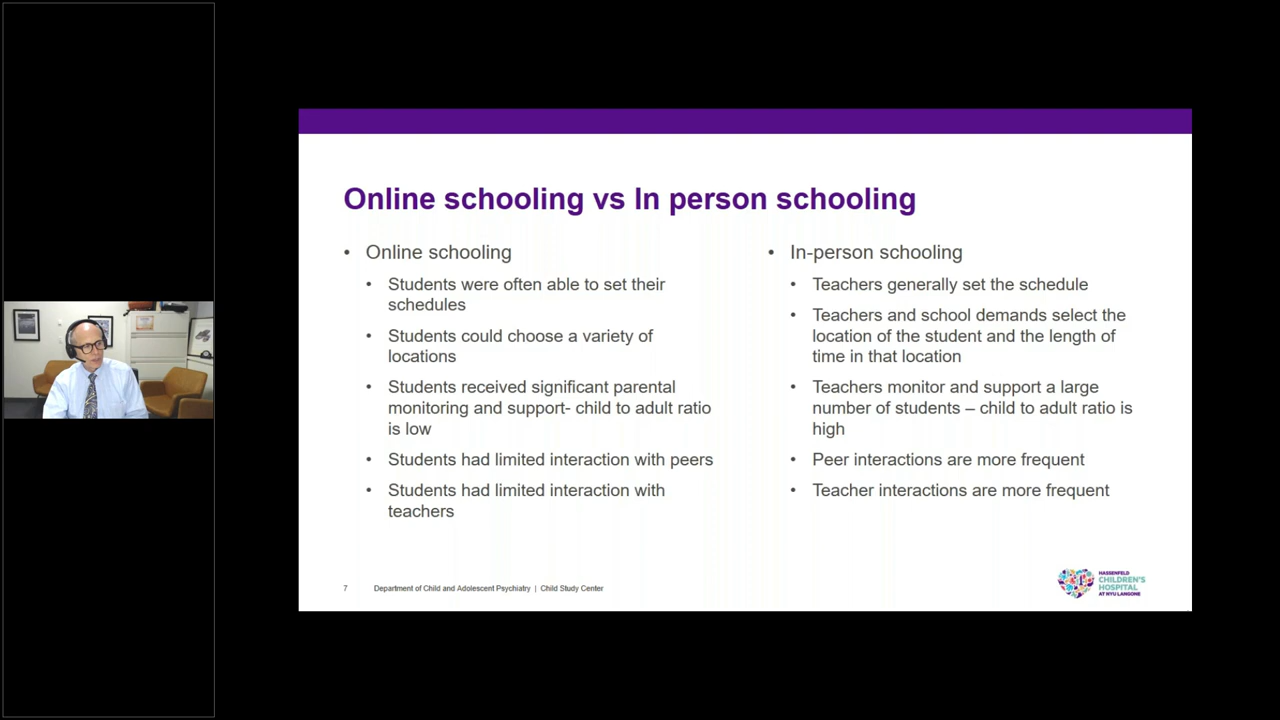 Online schooling vs In person schooling
• Online schooling
• Students were often able to set their
schedules
• Students could choose a variety of
locations
• Students received significant parental
monitoring and support- child to adult ratio
is low
• Students had limited interaction with peers
• Students had limited interaction with
teachers
• In-person schooling
• Teachers generally set the schedule
• Teachers and school demands select the
location of the student and the length of
time in that location
• Teachers monitor and support a large
number of students – child to adult ratio is
high
• Peer interactions are more frequent
• Teacher interactions are more frequent
7 Department of Child and Adolescent Psychiatry | Child Study Center
HASSENFELD
CHILDREN'S
HOSPITAL
AT NYU LANGONE